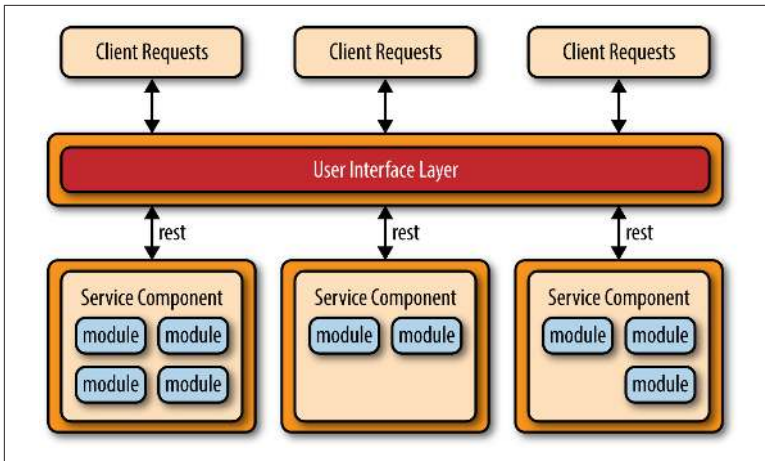 Client Requests
Client Requests
Client Requests
User Interface Layer
rest
rest
rest
Service Component
module module
module module
Service Component
module module
Service Component
module module
module